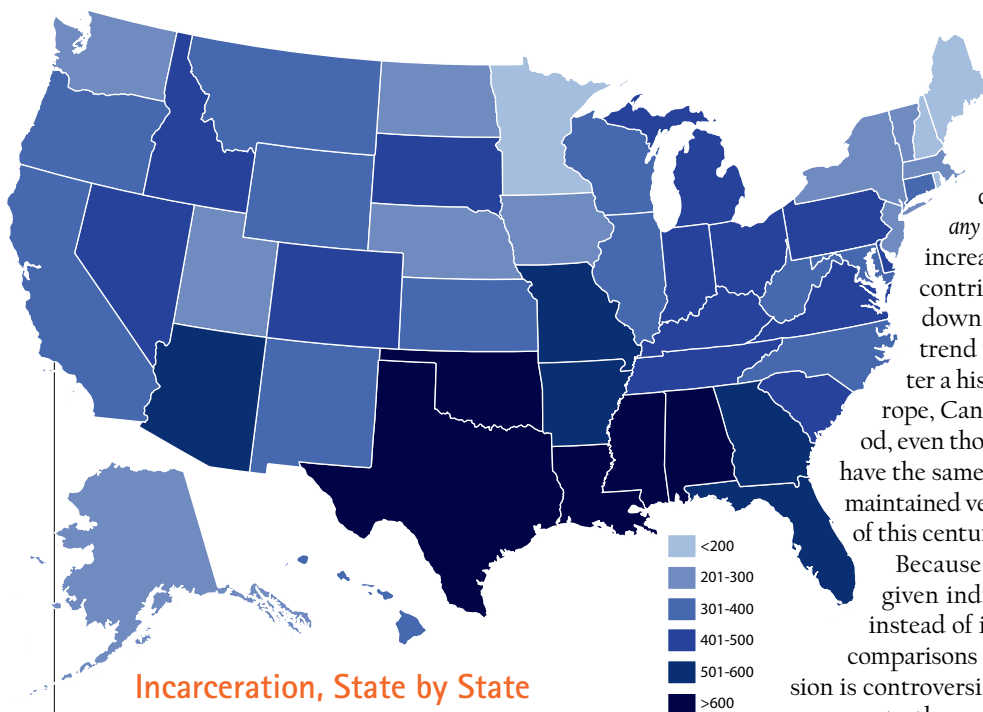 any
increa
contri
down
trend
ter a his
rope, Can
od, even tho
have the same
maintained ve
of this centur
Because
given indi
instead of i
comparisons
sion is controversi
<200
201-300
301-400
401-500
501-600
>600
Incarceration, State by State